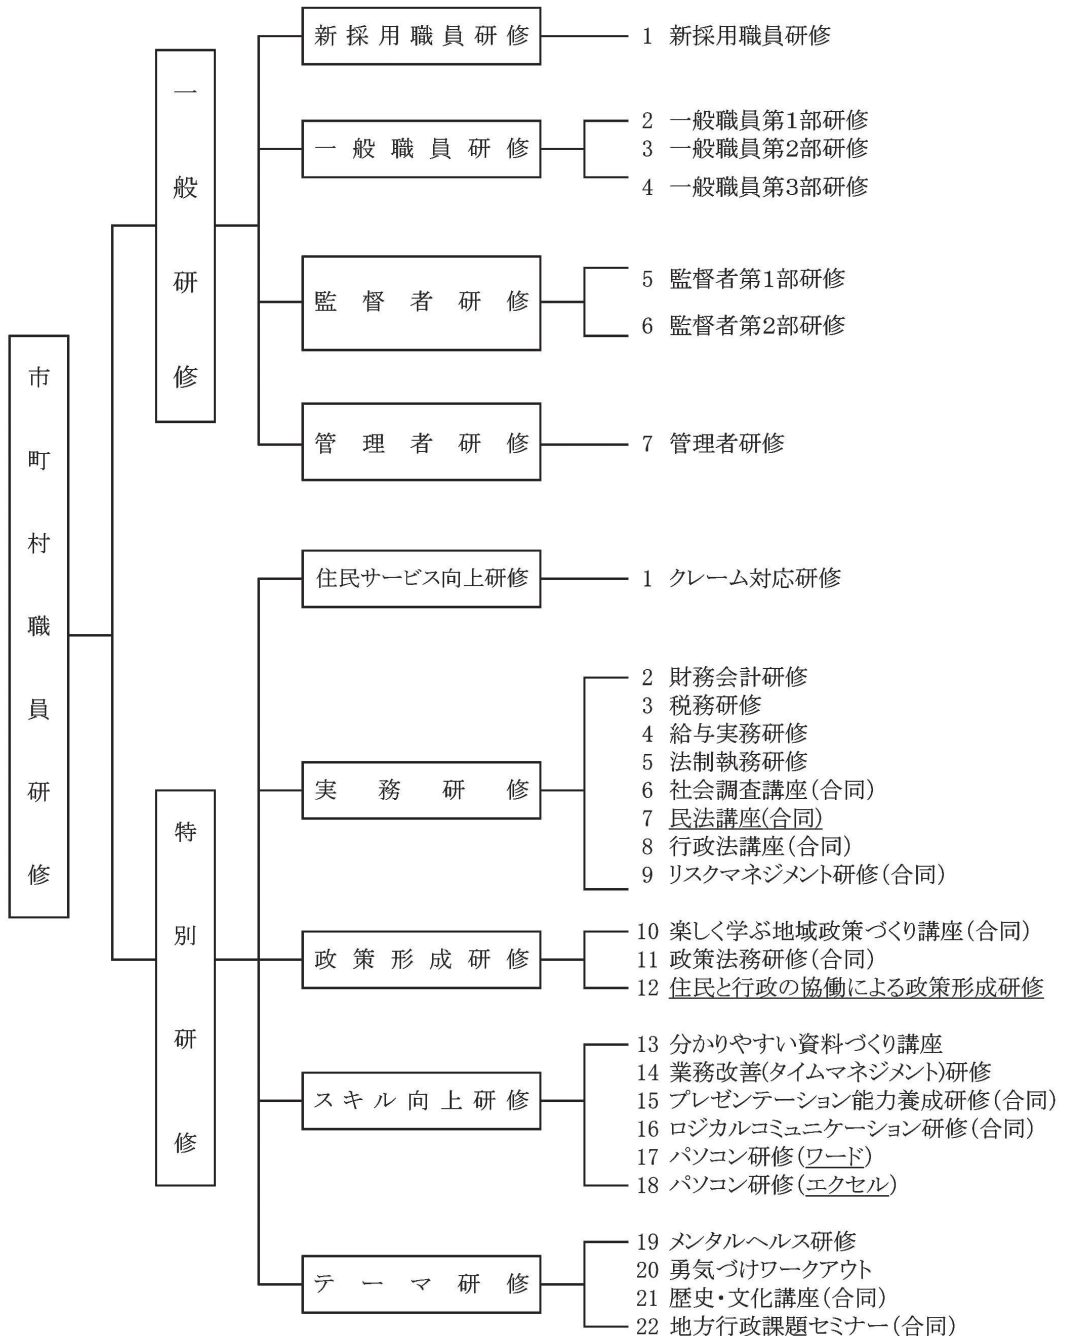 市町村職員研修
一般研修
新採用職員研修
1 新採用職員研修
一般職員研修
2 一般職員第1部研修
3 一般職員第2部研修
4 一般職員第3部研修
監督者研修
5 監督者第1部研修
6 監督者第2部研修
管理者研修
7 管理者研修
特別研修
住民サービス向上研修
1 クレーム対応研修
実務研修
2 財務会計研修
3 税務研修
4 給与実務研修
5 法制執務研修
6 社会調査講座(合同)
7 民法講座(合同)
8 行政法講座(合同)
9 リスクマネジメント研修(合同)
政策形成研修
10 楽しく学ぶ地域政策づくり講座(合同)
11 政策法務研修(合同)
12 住民と行政の協働による政策形成研修
スキル向上研修
13 分かりやすい資料づくり講座
14 業務改善(タイムマネジメント)研修
15 プレゼンテーション能力養成研修(合同)
16 ロジカルコミュニケーション研修(合同)
17 パソコン研修(ワード)
18 パソコン研修(エクセル)
テーマ研修
19 メンタルヘルス研修
20 勇気づけワークアウト
21 歴史・文化講座(合同)
22 地方行政課題セミナー(合同)